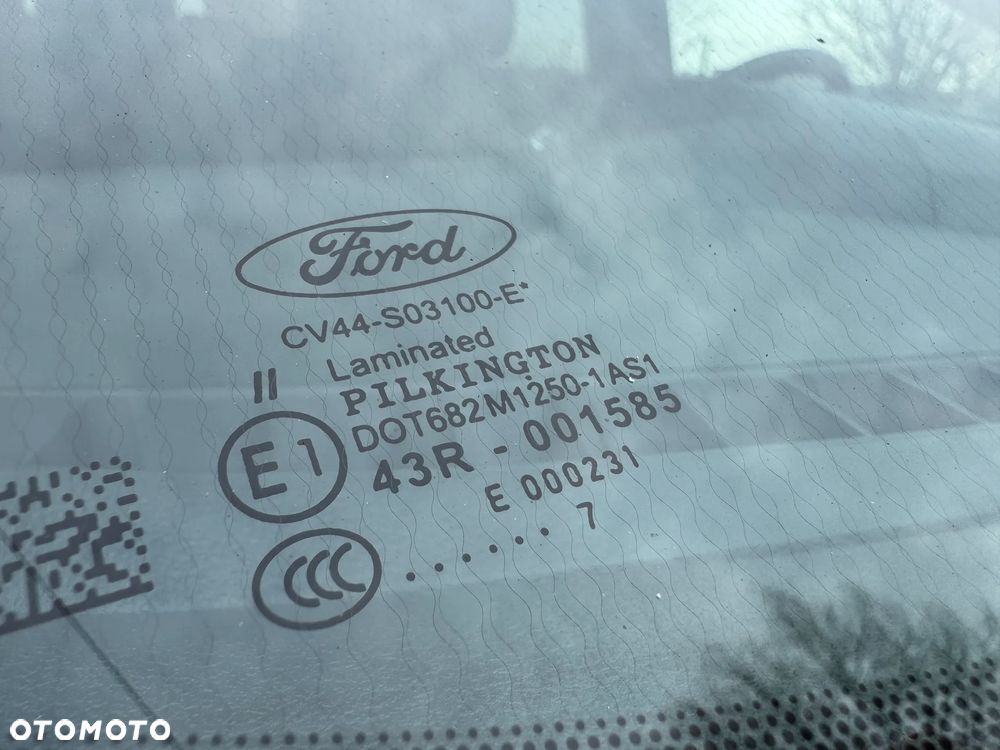 Ford
CV44-S03100-E*
Laminated
II
PILKINGTON
DOT682M1250-1AS1
E1
43R - 001585
E 000231
CCC
...... 7
OTOMOTO